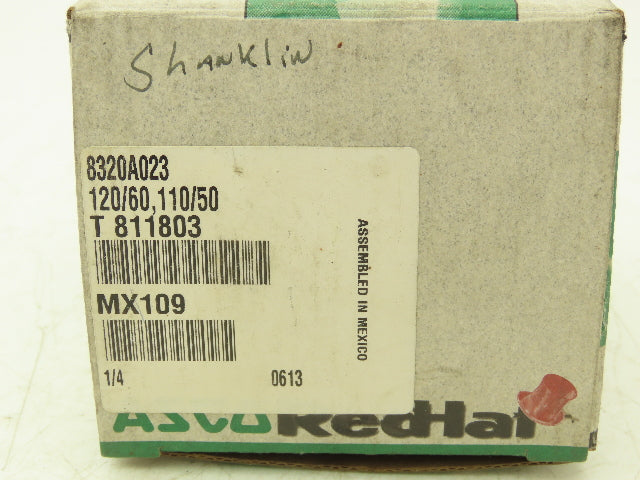 Shanklin
8320A023
120/60,110/50
T 811803
ASSEMBLED IN MEXICO
MX109
1/4 0613
ASCO RedHat